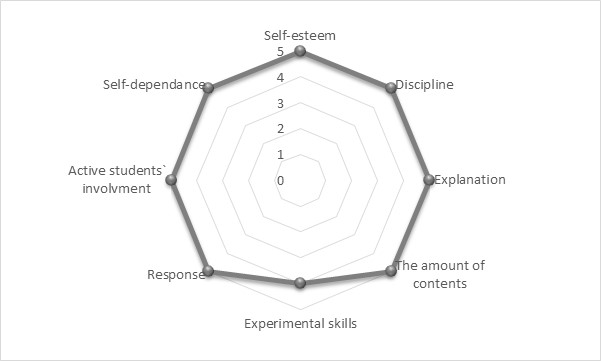 Self-esteem
5
Self-dependance
Discipline
4
3
2
1
Active students`
involvment
0
Explanation
Response
The amount of
contents
Experimental skills